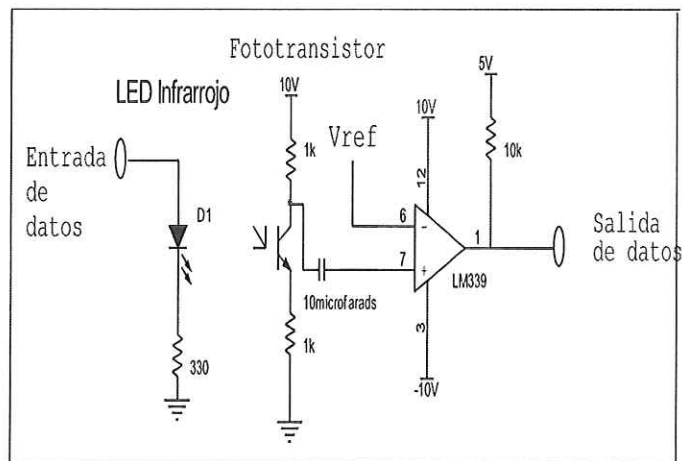 Fototransistor
LED Infrarrojo
10V
5V
10V
1k
Vref
10k
Entrada
de
datos
D1
12
6
-
7
+
1
LM339
Salida
de datos
10microfarads
3
330
1k
-10V